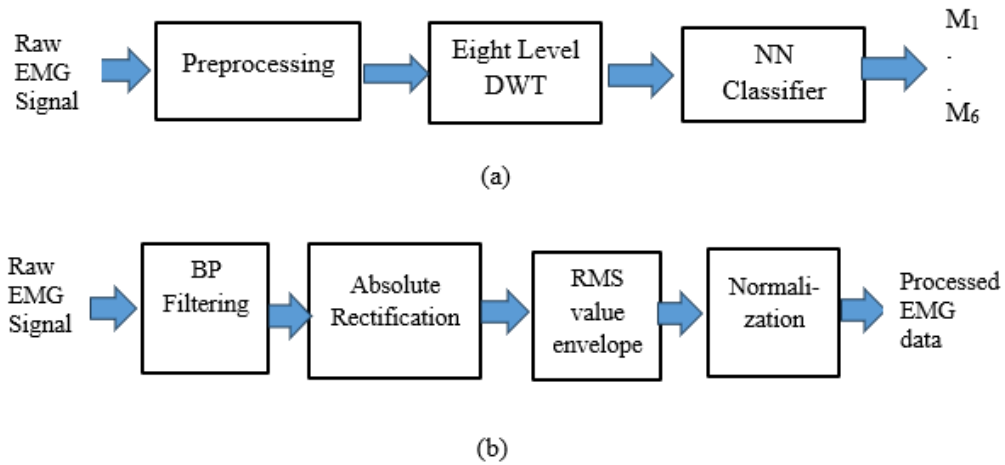 Raw
EMG
Signal
Preprocessing
Eight Level
DWT
NN
Classifier
M₁
.
.
M₆
(a)
Raw
EMG
Signal
BP
Filtering
Absolute
Rectification
RMS
value
envelope
Normali-
zation
Processed
EMG
data
(b)